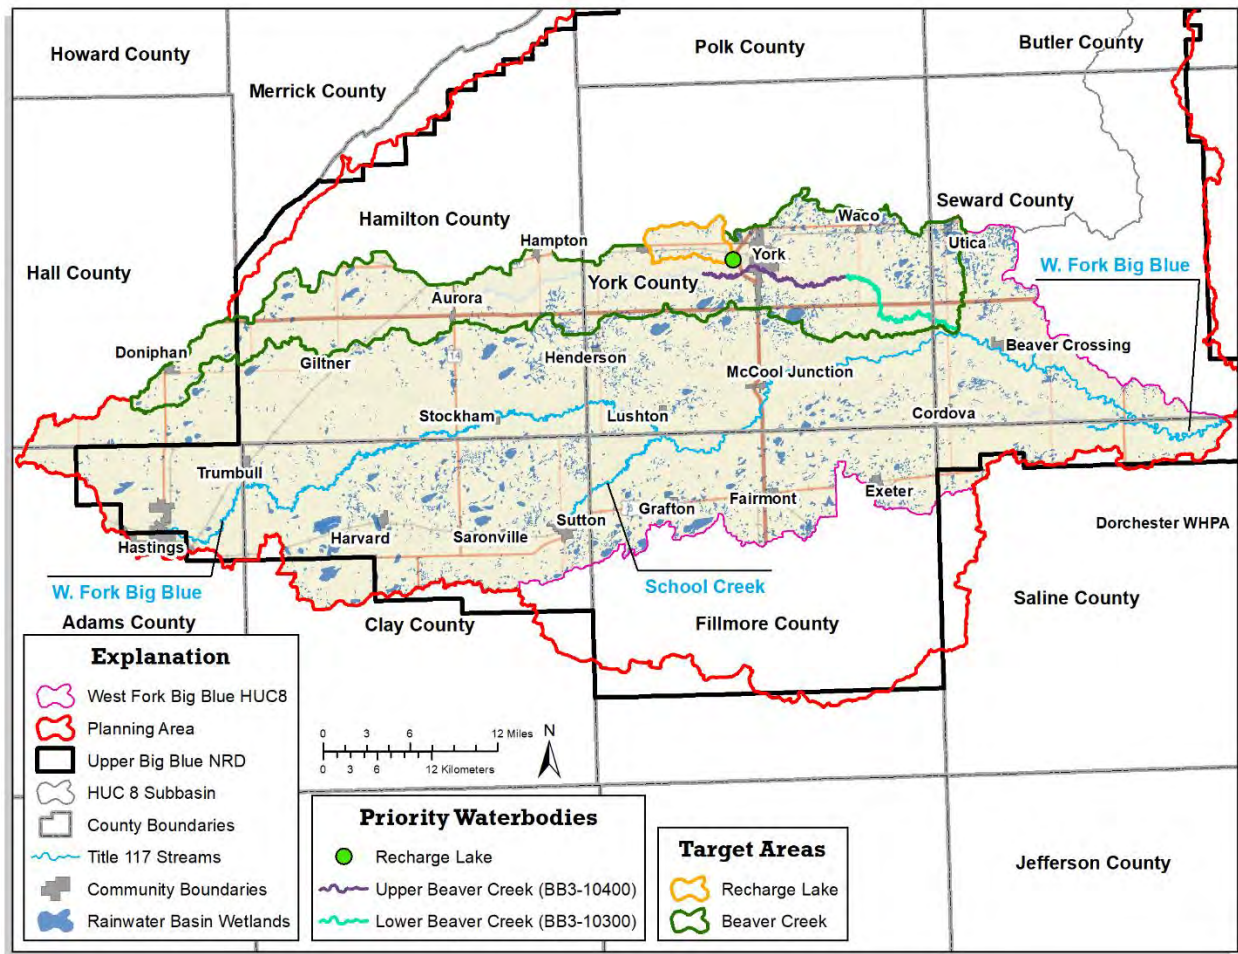 Howard County
Polk County
Butler County
Merrick County
Hamilton County
Waco
Seward County
Hampton
Utica
York
Hall County
York County
W. Fork Big Blue
Aurora
Doniphan
Giltner
14
Henderson
Beaver Crossing
McCool Junction
Stockham
Lushton
Cordova
Trumbull
Exeter
Fairmont
Grafton
Sutton
Dorchester WHPA
Hastings
Harvard
Saronville
W. Fork Big Blue
School Creek
Saline County
Adams County
Clay County
Fillmore County
Jefferson County
Explanation
West Fork Big Blue HUC8
Planning Area
Upper Big Blue NRD
HUC 8 Subbasin
County Boundaries
Title 117 Streams
Community Boundaries
Rainwater Basin Wetlands
0 3 6 12 Miles
0 3 6 12 Kilometers
N
Priority Waterbodies
Recharge Lake
Upper Beaver Creek (BB3-10400)
Lower Beaver Creek (BB3-10300)
Target Areas
Recharge Lake
Beaver Creek